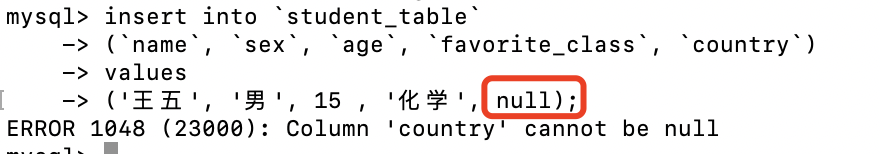 mysql> insert into `student_table`
-> (`name`, `sex`, `age`, `favorite_class`, `country`)
-> values
-> ('王五', '男', 15 , '化学', null);
ERROR 1048 (23000): Column 'country' cannot be null
mysql>